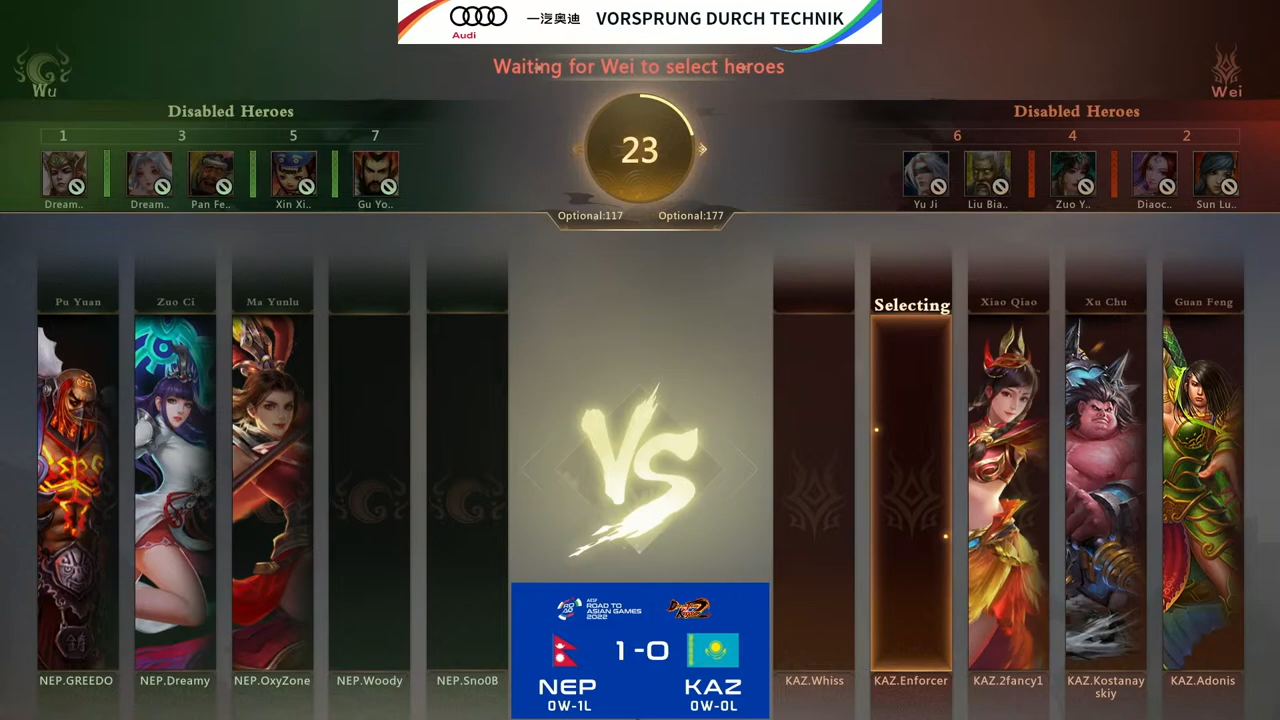 Audi
一汽奥迪 VORSPRUNG DURCH TECHNIK
Waiting for Wei to select heroes
Wu
Wei
Disabled Heroes
Disabled Heroes
1 3 5 7
6 4 2
23
Dream.. Dream.. Pan Fe.. Xin Xi.. Gu Yo..
Yu Ji Liu Bia.. Zuo Y.. Diaoc.. Sun Lu..
Optional:117 Optional:177
Pu Yuan Zuo Ci Ma Yunlu
Selecting Xiao Qiao Xu Chu Guan Feng
VS
鑄
AESF
ROAD TO
ASIAN GAMES
2022
1-0
NEP KAZ
0W-1L 0W-0L
NEP.GREEDO NEP.Dreamy NEP.OxyZone NEP.Woody NEP.Sno0B
KAZ.Whiss KAZ.Enforcer KAZ.2fancy1 KAZ.Kostanay
skiy KAZ.Adonis